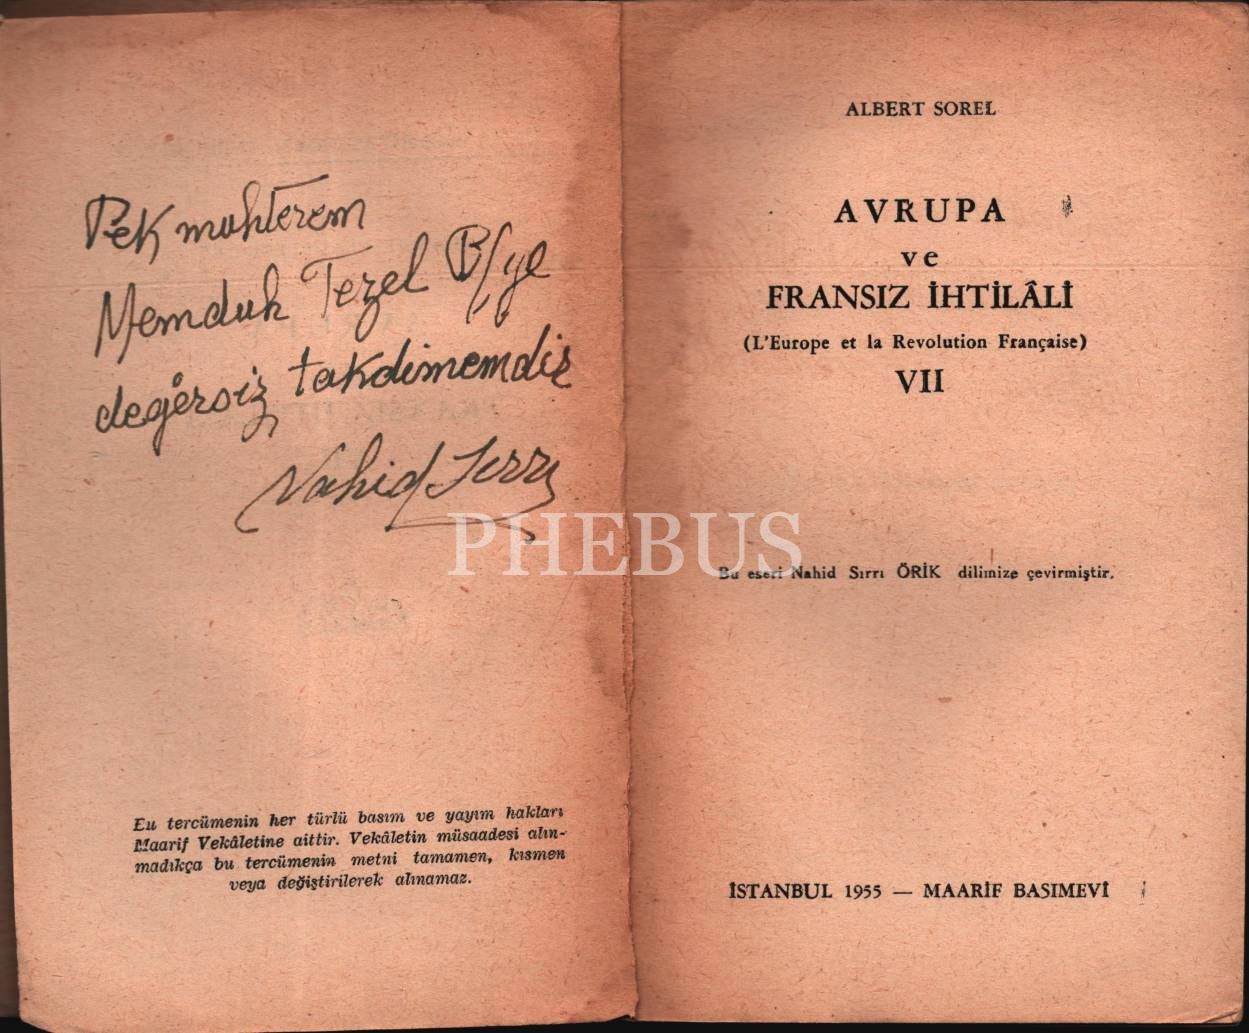 Pek muhterem
Memduh Tezel B/ye
değersiz takdimemdir
Nahid Sırrı
Bu tercümenin her türlü basım ve yayım hakları
Maarif Vekâletine aittir. Vekâletin müsaadesi alın-
madıkça bu tercümenin metni tamamen, kısmen
veya değiştirilerek alınamaz.
ALBERT SOREL
AVRUPA
ve
FRANSIZ İHTİLÂLİ
(L'Europe et la Revolution Française)
VII
PHEBUS
Bu eseri Nahid Sırrı ÖRİK dilimize çevirmiştir.
İSTANBUL 1955 — MAARİF BASIMEVİ